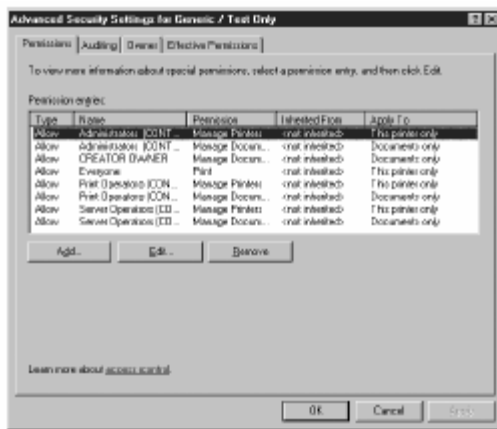 Advanced Security Settings for Generic / Text Only
Permissions Auditing Owner Effective Permissions
To view more information about special permissions, select a permission entry, and then click Edit.
Permission entries:
Type Name Permission Inherited From Apply To
Allow Administrators (CONT... Manage Printers <not inherited> This printer only
Allow Administrators (CONT... Manage Docum... <not inherited> Documents only
Allow CREATOR OWNER Manage Docum... <not inherited> Documents only
Allow Everyone Print <not inherited> This printer only
Allow Print Operators (CON... Manage Printers <not inherited> This printer only
Allow Print Operators (CON... Manage Docum... <not inherited> Documents only
Allow Server Operators (CO... Manage Printers <not inherited> This printer only
Allow Server Operators (CO... Manage Docum... <not inherited> Documents only
Add... Edit... Remove
Learn more about access control.
OK Cancel Apply